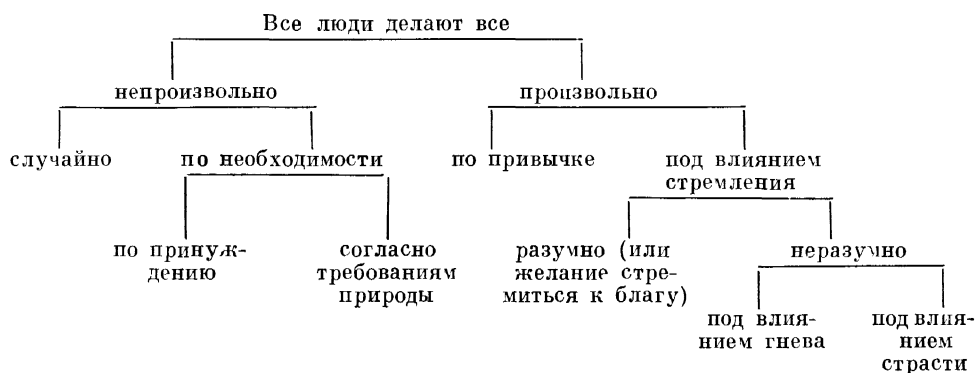 Все люди делают все
непроизвольно
произвольно
случайно
по необходимости
по привычке
под влиянием
стремления
по принуж-
дению
согласно
требованиям
природы
разумно (или
желание стре-
миться к благу)
неразумно
под влия-
нием гнева
под влия-
нием
страсти